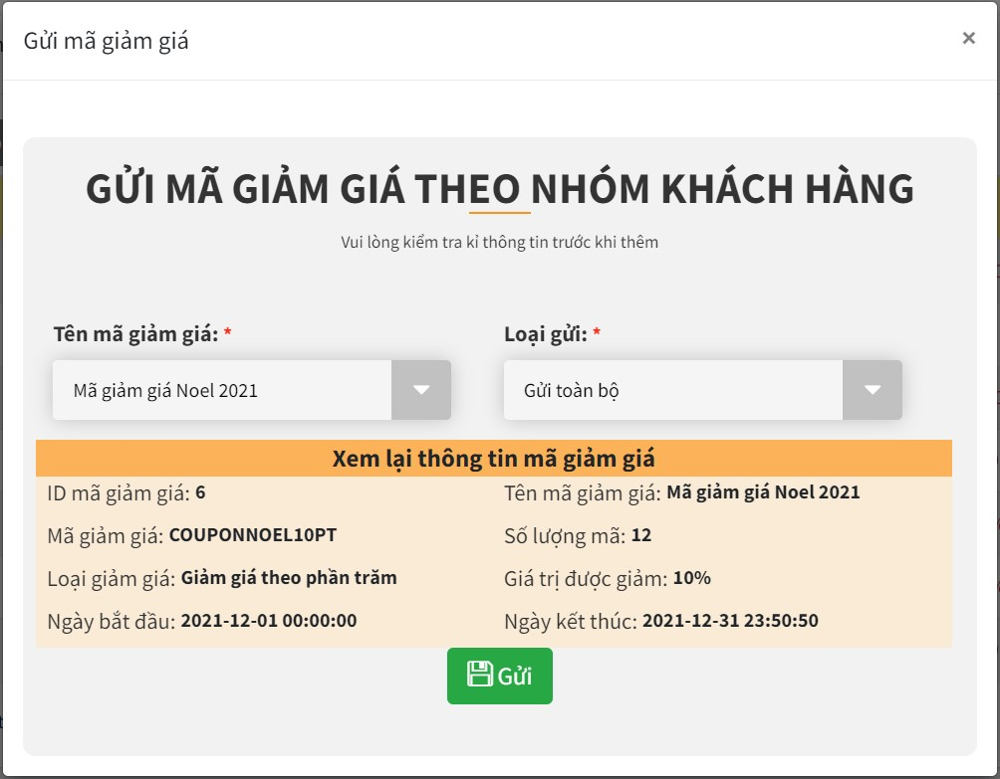 Gửi mã giảm giá ×
GỬI MÃ GIẢM GIÁ THEO NHÓM KHÁCH HÀNG
Vui lòng kiểm tra kĩ thông tin trước khi thêm
Tên mã giảm giá: * Loại gửi: *
Mã giảm giá Noel 2021 Gửi toàn bộ
Xem lại thông tin mã giảm giá
ID mã giảm giá: 6 Tên mã giảm giá: Mã giảm giá Noel 2021
Mã giảm giá: COUPONNOEL10PT Số lượng mã: 12
Loại giảm giá: Giảm giá theo phần trăm Giá trị được giảm: 10%
Ngày bắt đầu: 2021-12-01 00:00:00 Ngày kết thúc: 2021-12-31 23:50:50
Gửi